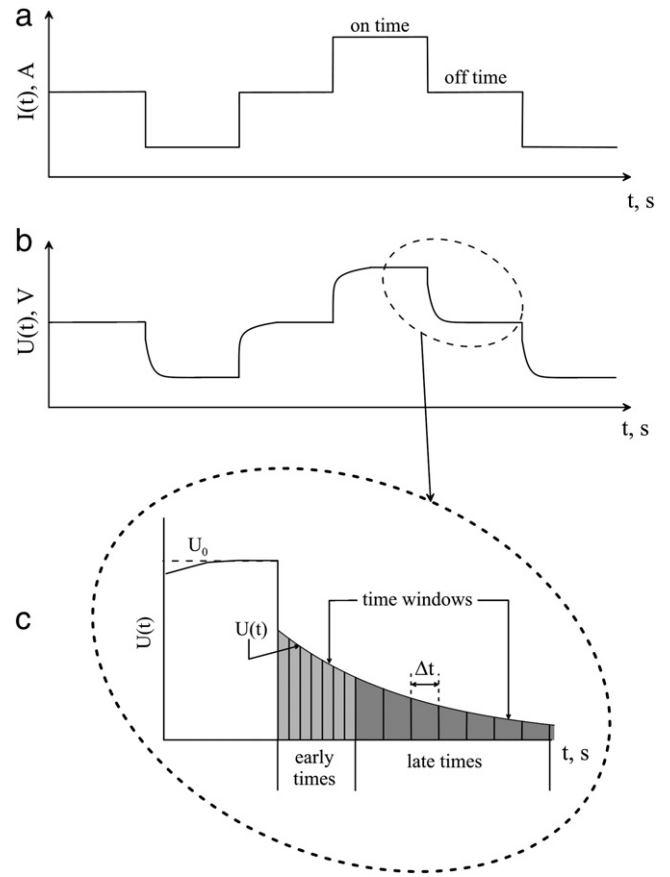 a
I(t), A
on time
off time
t, s
b
U(t), V
t, s
c
U(t)
U₀
U(t)
time windows
Δt
early
times
late times
t, s